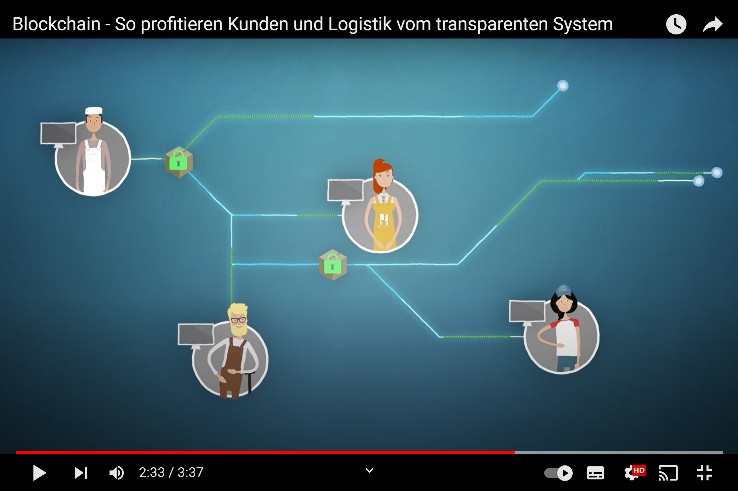 Blockchain - So profitieren Kunden und Logistik vom transparenten System
2:33 / 3:37
HD